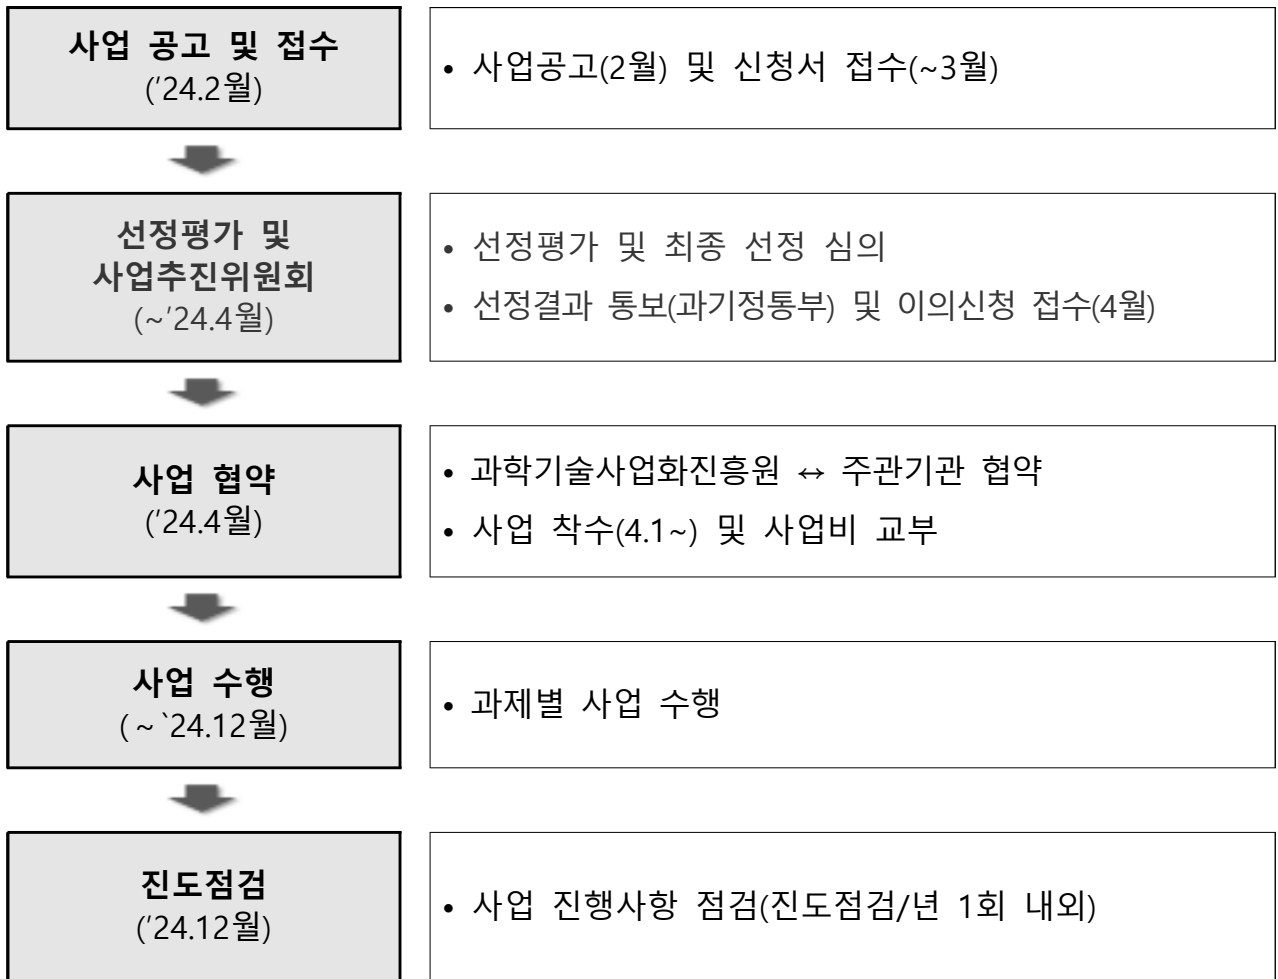 사업 공고 및 접수
(′24.2월)
• 사업공고(2월) 및 신청서 접수(~3월)
선정평가 및
사업추진위원회
(~′24.4월)
• 선정평가 및 최종 선정 심의
• 선정결과 통보(과기정통부) 및 이의신청 접수(4월)
사업 협약
(′24.4월)
• 과학기술사업화진흥원 ↔ 주관기관 협약
• 사업 착수(4.1~) 및 사업비 교부
사업 수행
( ~ `24.12월)
• 과제별 사업 수행
진도점검
(′24.12월)
• 사업 진행사항 점검(진도점검/년 1회 내외)